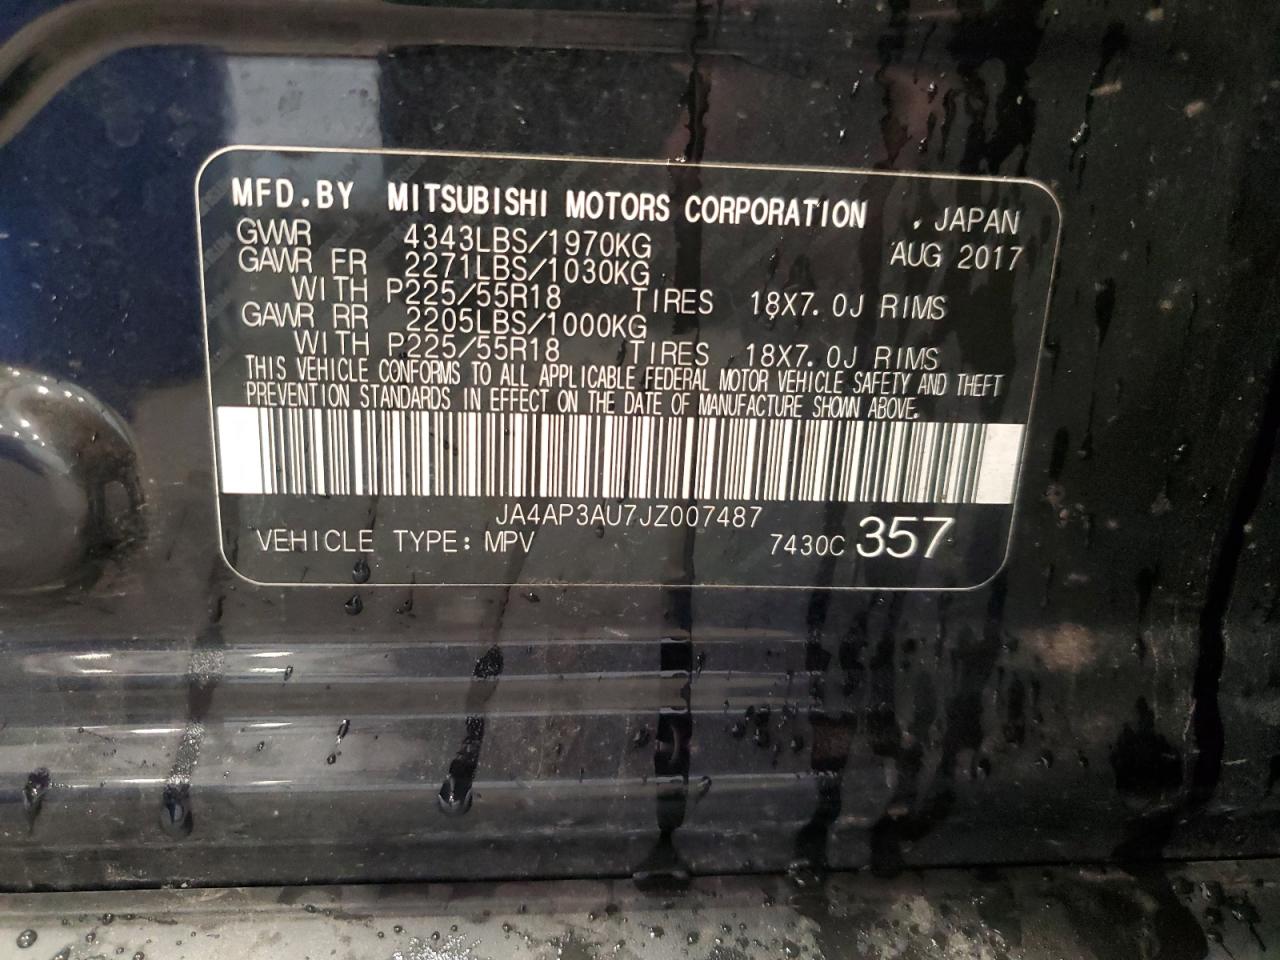 MFD.BY MITSUBISHI MOTORS CORPORATION , JAPAN
GWR 4343LBS/1970KG AUG 2017
GAWR FR 2271LBS/1030KG
WITH P225/55R18 TIRES 18X7.0J RIMS
GAWR RR 2205LBS/1000KG
WITH P225/55R18 TIRES 18X7.0J RIMS
THIS VEHICLE CONFORMS TO ALL APPLICABLE FEDERAL MOTOR VEHICLE SAFETY AND THEFT
PREVENTION STANDARDS IN EFFECT ON THE DATE OF MANUFACTURE SHOWN ABOVE.
JA4AP3AU7JZ007487
VEHICLE TYPE: MPV 7430C 357